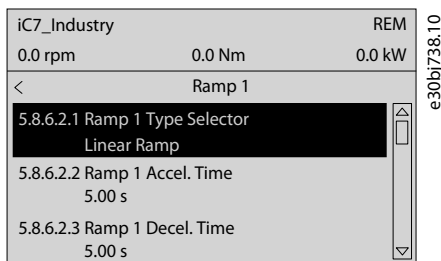 iC7_Industry REM
0.0 rpm 0.0 Nm 0.0 kW
< Ramp 1
5.8.6.2.1 Ramp 1 Type Selector
Linear Ramp
5.8.6.2.2 Ramp 1 Accel. Time
5.00 s
5.8.6.2.3 Ramp 1 Decel. Time
5.00 s
e30bj738.10